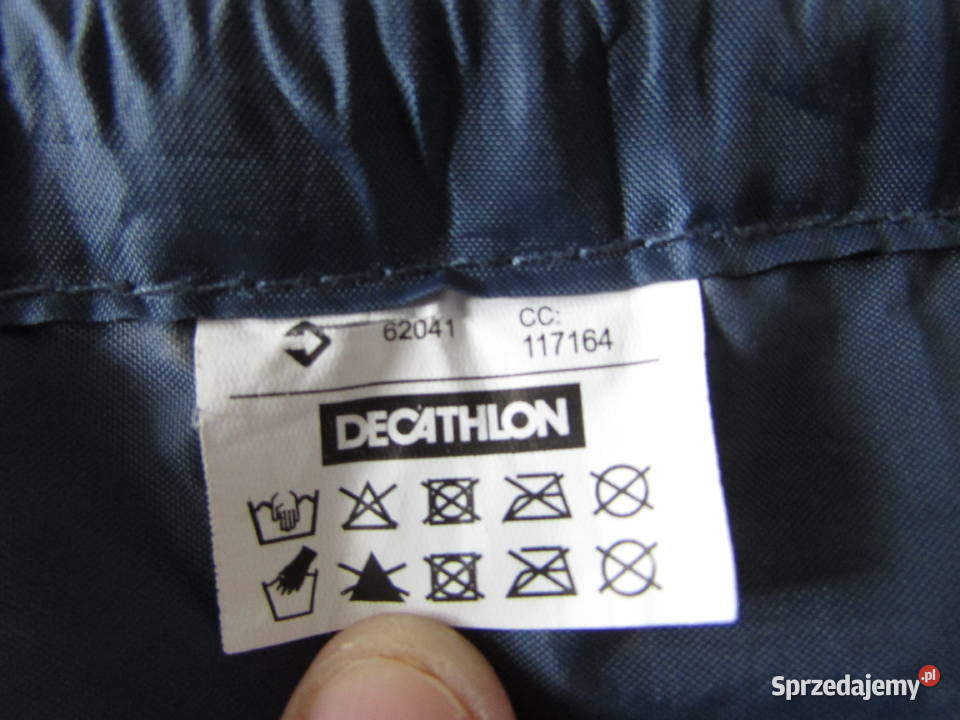 62041
CC:
117164
DECATHLON
Sprzedajemy.pl